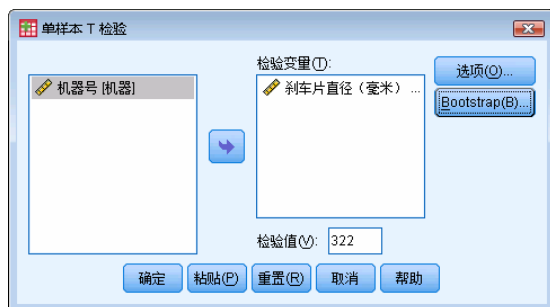 单样本 T 检验
检验变量(T):
机器号 [机器]
刹车片直径（毫米） ...
选项(O)...
Bootstrap(B)...
检验值(V): 322
确定 粘贴(P) 重置(R) 取消 帮助